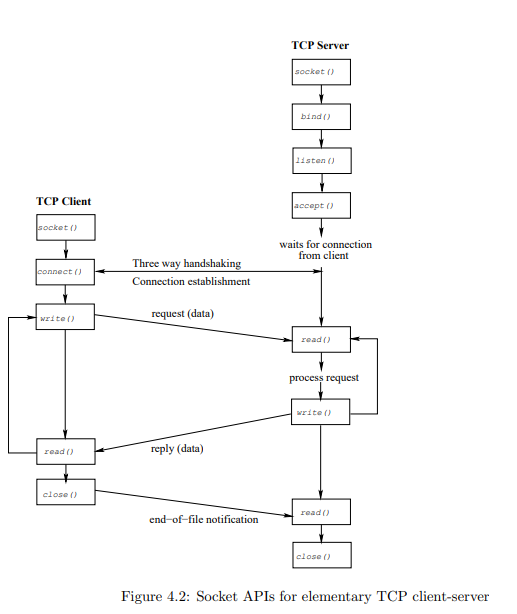 TCP Server
socket()
bind()
listen()
accept()
waits for connection
from client
TCP Client
socket()
connect()
Three way handshaking
Connection establishment
write()
request (data)
read()
process request
write()
reply (data)
read()
close()
end−of−file notification
read()
close()
Figure 4.2: Socket APIs for elementary TCP client-server